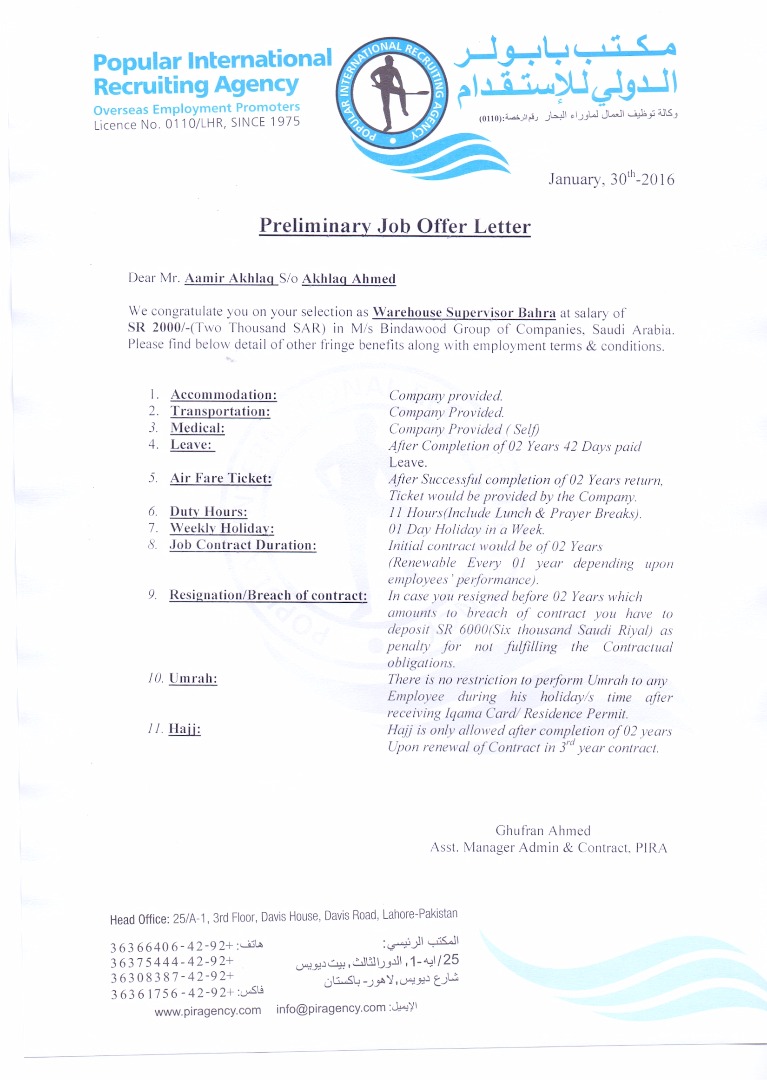 Popular International
Recruiting Agency
Overseas Employment Promoters
Licence No. 0110/LHR, SINCE 1975
POPULAR INTERNATIONAL RECRUITING AGENCY
مكتب بابولر
الدولي للإستقدام
وكالة توظيف العمال لماوراء البحار رقم الرخصة:(0110)
January, 30th-2016
Preliminary Job Offer Letter
Dear Mr. Aamir Akhlaq S/o Akhlaq Ahmed
We congratulate you on your selection as Warehouse Supervisor Bahra at salary of
SR 2000/-(Two Thousand SAR) in M/s Bindawood Group of Companies, Saudi Arabia.
Please find below detail of other fringe benefits along with employment terms & conditions.
1. Accommodation: Company provided.
2. Transportation: Company Provided.
3. Medical: Company Provided ( Self)
4. Leave: After Completion of 02 Years 42 Days paid
Leave.
5. Air Fare Ticket: After Successful completion of 02 Years return,
Ticket would be provided by the Company.
6. Duty Hours: 11 Hours(Include Lunch & Prayer Breaks).
7. Weekly Holiday: 01 Day Holiday in a Week.
8. Job Contract Duration: Initial contract would be of 02 Years
(Renewable Every 01 year depending upon
employees' performance).
9. Resignation/Breach of contract: In case you resigned before 02 Years which
amounts to breach of contract you have to
deposit SR 6000(Six thousand Saudi Riyal) as
penalty for not fulfilling the Contractual
obligations.
10. Umrah: There is no restriction to perform Umrah to any
Employee during his holiday/s time after
receiving Iqama Card/ Residence Permit.
11. Hajj: Hajj is only allowed after completion of 02 years
Upon renewal of Contract in 3rd year contract.
Ghufran Ahmed
Asst. Manager Admin & Contract, PIRA
Head Office: 25/A-1, 3rd Floor, Davis House, Davis Road, Lahore-Pakistan
هاتف: +92-42-36366406
+92-42-36375444
+92-42-36308387
فاكس: +92-42-36361756
المكتب الرئيسي:
25/ايه-1, الدور الثالث, بيت ديويس
شارع ديويس, لاهور- باكستان
www.piragency.com info@piragency.com الإيميل: